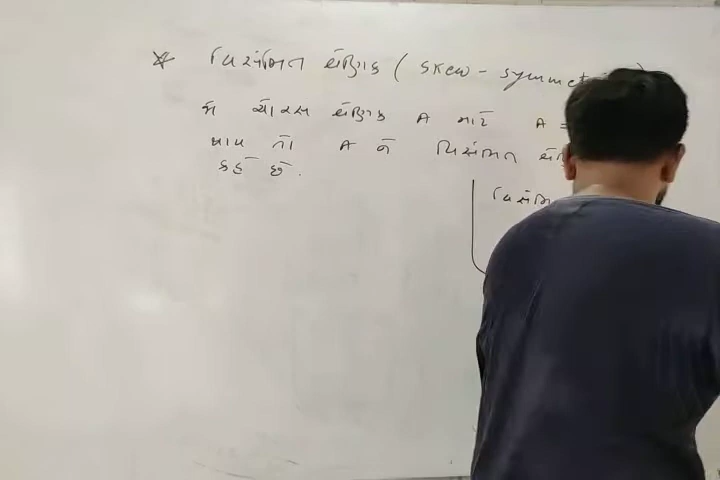 * વિસંમિત શ્રેણિક ( skew - symmet
જો ચોરસ શ્રેણિક A માટે A =
થાય તો A ને વિસંમિત શ્રે
કહે છે.
વિસંમિ